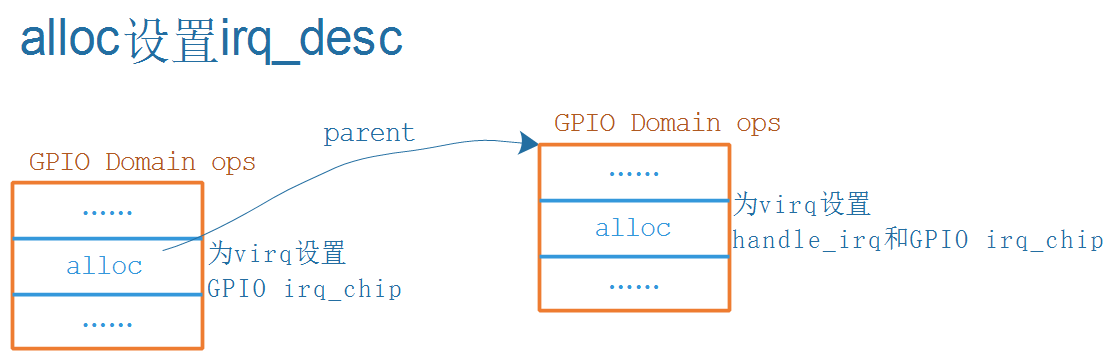 alloc设置irq_desc
parent
GPIO Domain ops
……
alloc
……
为virq设置
GPIO irq_chip
GPIO Domain ops
……
alloc
……
为virq设置
handle_irq和GPIO irq_chip